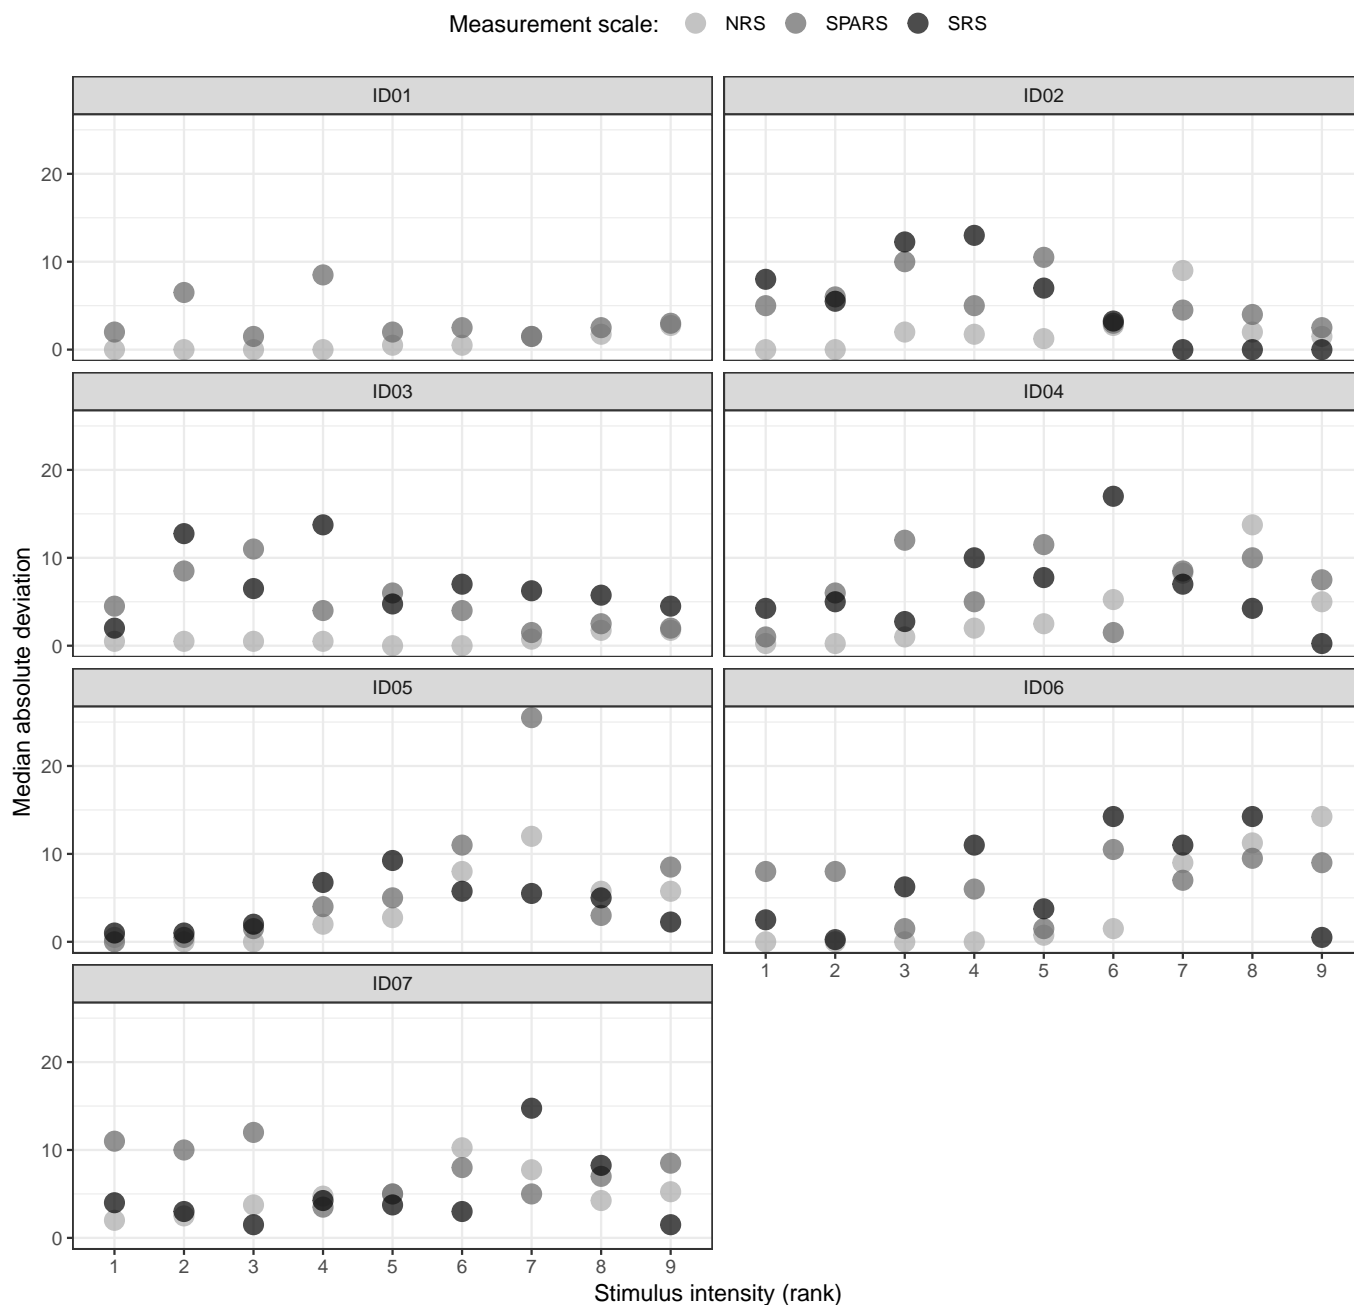 Measurement scale: NRS SPARS SRS
ID01 ID02
20
10
0
ID03 ID04
20
10
0
Median absolute deviation
ID05 ID06
20
10
0
1 2 3 4 5 6 7 8 9
ID07
20
10
0
1 2 3 4 5 6 7 8 9
Stimulus intensity (rank)